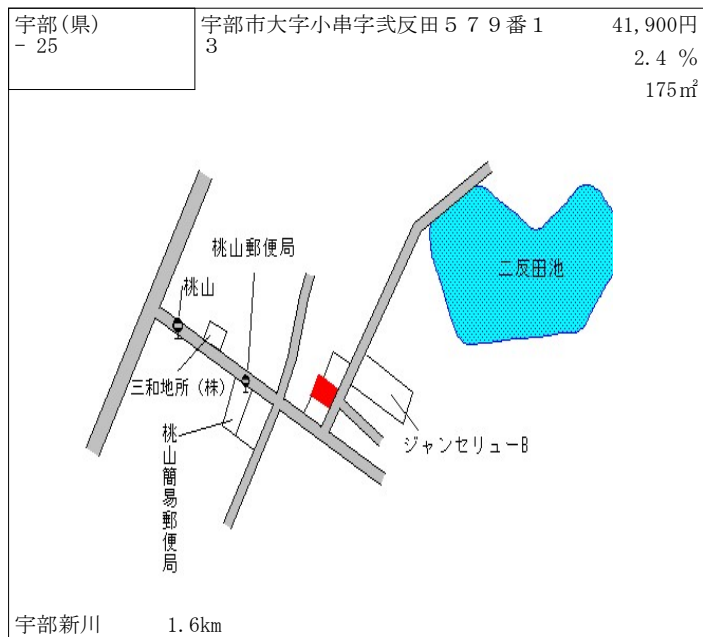 宇部(県)
- 25
宇部市大字小串字弐反田５７９番１
３
41,900円
2.4 %
175㎡
桃山郵便局
桃山
二反田池
三和地所（株）
ジャンセリューB
桃山簡易郵便局
宇部新川 1.6km